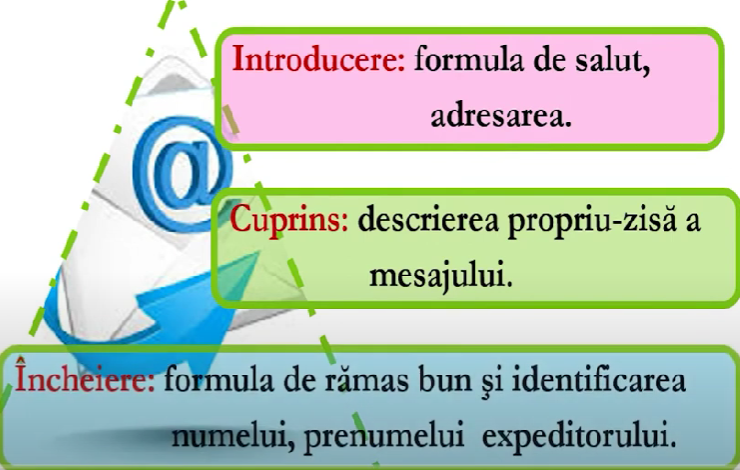 Introducere: formula de salut,
adresarea.
Cuprins: descrierea propriu-zisă a
mesajului.
Încheiere: formula de rămas bun şi identificarea
numelui, prenumelui expeditorului.